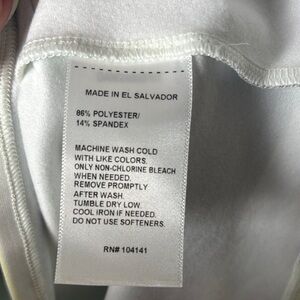 MADE IN EL SALVADOR
86% POLYESTER/
14% SPANDEX
MACHINE WASH COLD
WITH LIKE COLORS.
ONLY NON-CHLORINE BLEACH
WHEN NEEDED.
REMOVE PROMPTLY
AFTER WASH.
TUMBLE DRY LOW.
COOL IRON IF NEEDED.
DO NOT USE SOFTENERS.
RN# 104141